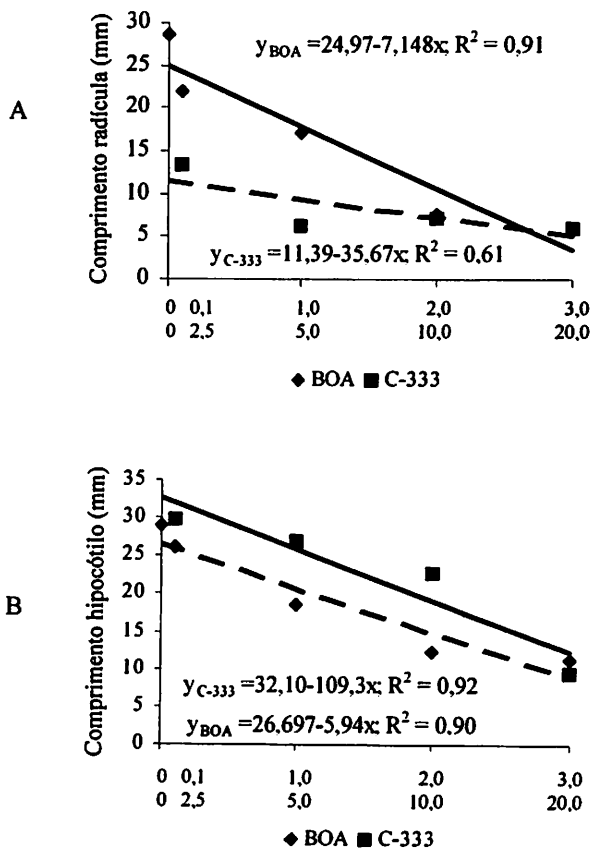 A
Comprimento radícula (mm)
30
25
20
15
10
5
0
y_BOA =24,97-7,148x; R² = 0,91
y_C-333 =11,39-35,67x; R² = 0,61
0 0,1 1,0 2,0 3,0
0 2,5 5,0 10,0 20,0
BOA C-333
B
Comprimento hipocótilo (mm)
35
30
25
20
15
10
5
0
y_C-333 =32,10-109,3x; R² = 0,92
y_BOA =26,697-5,94x; R² = 0,90
0 0,1 1,0 2,0 3,0
0 2,5 5,0 10,0 20,0
BOA C-333